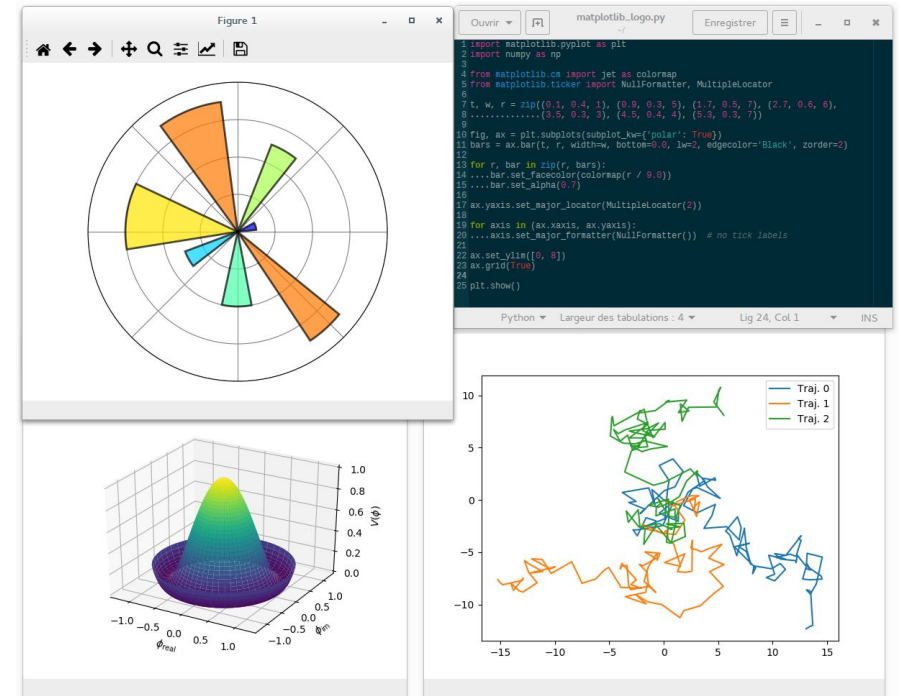 Figure 1
Ouvrir
matplotlib_logo.py
~/
Enregistrer
1 import matplotlib.pyplot as plt
2 import numpy as np
3
4 from matplotlib.cm import jet as colormap
5 from matplotlib.ticker import NullFormatter, MultipleLocator
6
7 t, w, r = zip((0.1, 0.4, 1), (0.9, 0.3, 5), (1.7, 0.5, 7), (2.7, 0.6, 6),
8 .............(3.5, 0.3, 3), (4.5, 0.4, 4), (5.3, 0.3, 7))
9
10 fig, ax = plt.subplots(subplot_kw={'polar': True})
11 bars = ax.bar(t, r, width=w, bottom=0.0, lw=2, edgecolor='Black', zorder=2)
12
13 for r, bar in zip(r, bars):
14 ....bar.set_facecolor(colormap(r / 9.0))
15 ....bar.set_alpha(0.7)
16
17 ax.yaxis.set_major_locator(MultipleLocator(2))
18
19 for axis in (ax.xaxis, ax.yaxis):
20 ....axis.set_major_formatter(NullFormatter())  # no tick labels
21
22 ax.set_ylim([0, 8])
23 ax.grid(True)
24
25 plt.show()
Python
Largeur des tabulations : 4
Lig 24, Col 1
INS
1.0
0.8
0.6
0.4
0.2
0.0
V(ϕ)
−1.0
−0.5
0.0
0.5
1.0
ϕreal
1.0
0.5
0.0
−0.5
−1.0
ϕim
Traj. 0
Traj. 1
Traj. 2
10
5
0
−5
−10
−15
−10
−5
0
5
10
15